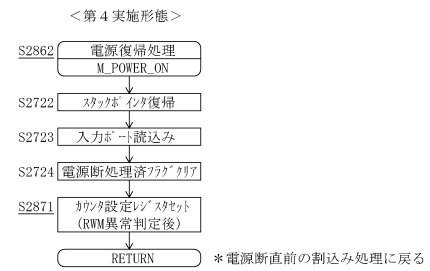 <第4実施形態>
S2862 電源復帰処理
M_POWER_ON
S2722 スタックポインタ復帰
S2723 入力ポート読込み
S2724 電源断処理済フラグクリア
S2871 カウンタ設定レジスタセット
(RWM異常判定後)
RETURN *電源断直前の割込み処理に戻る